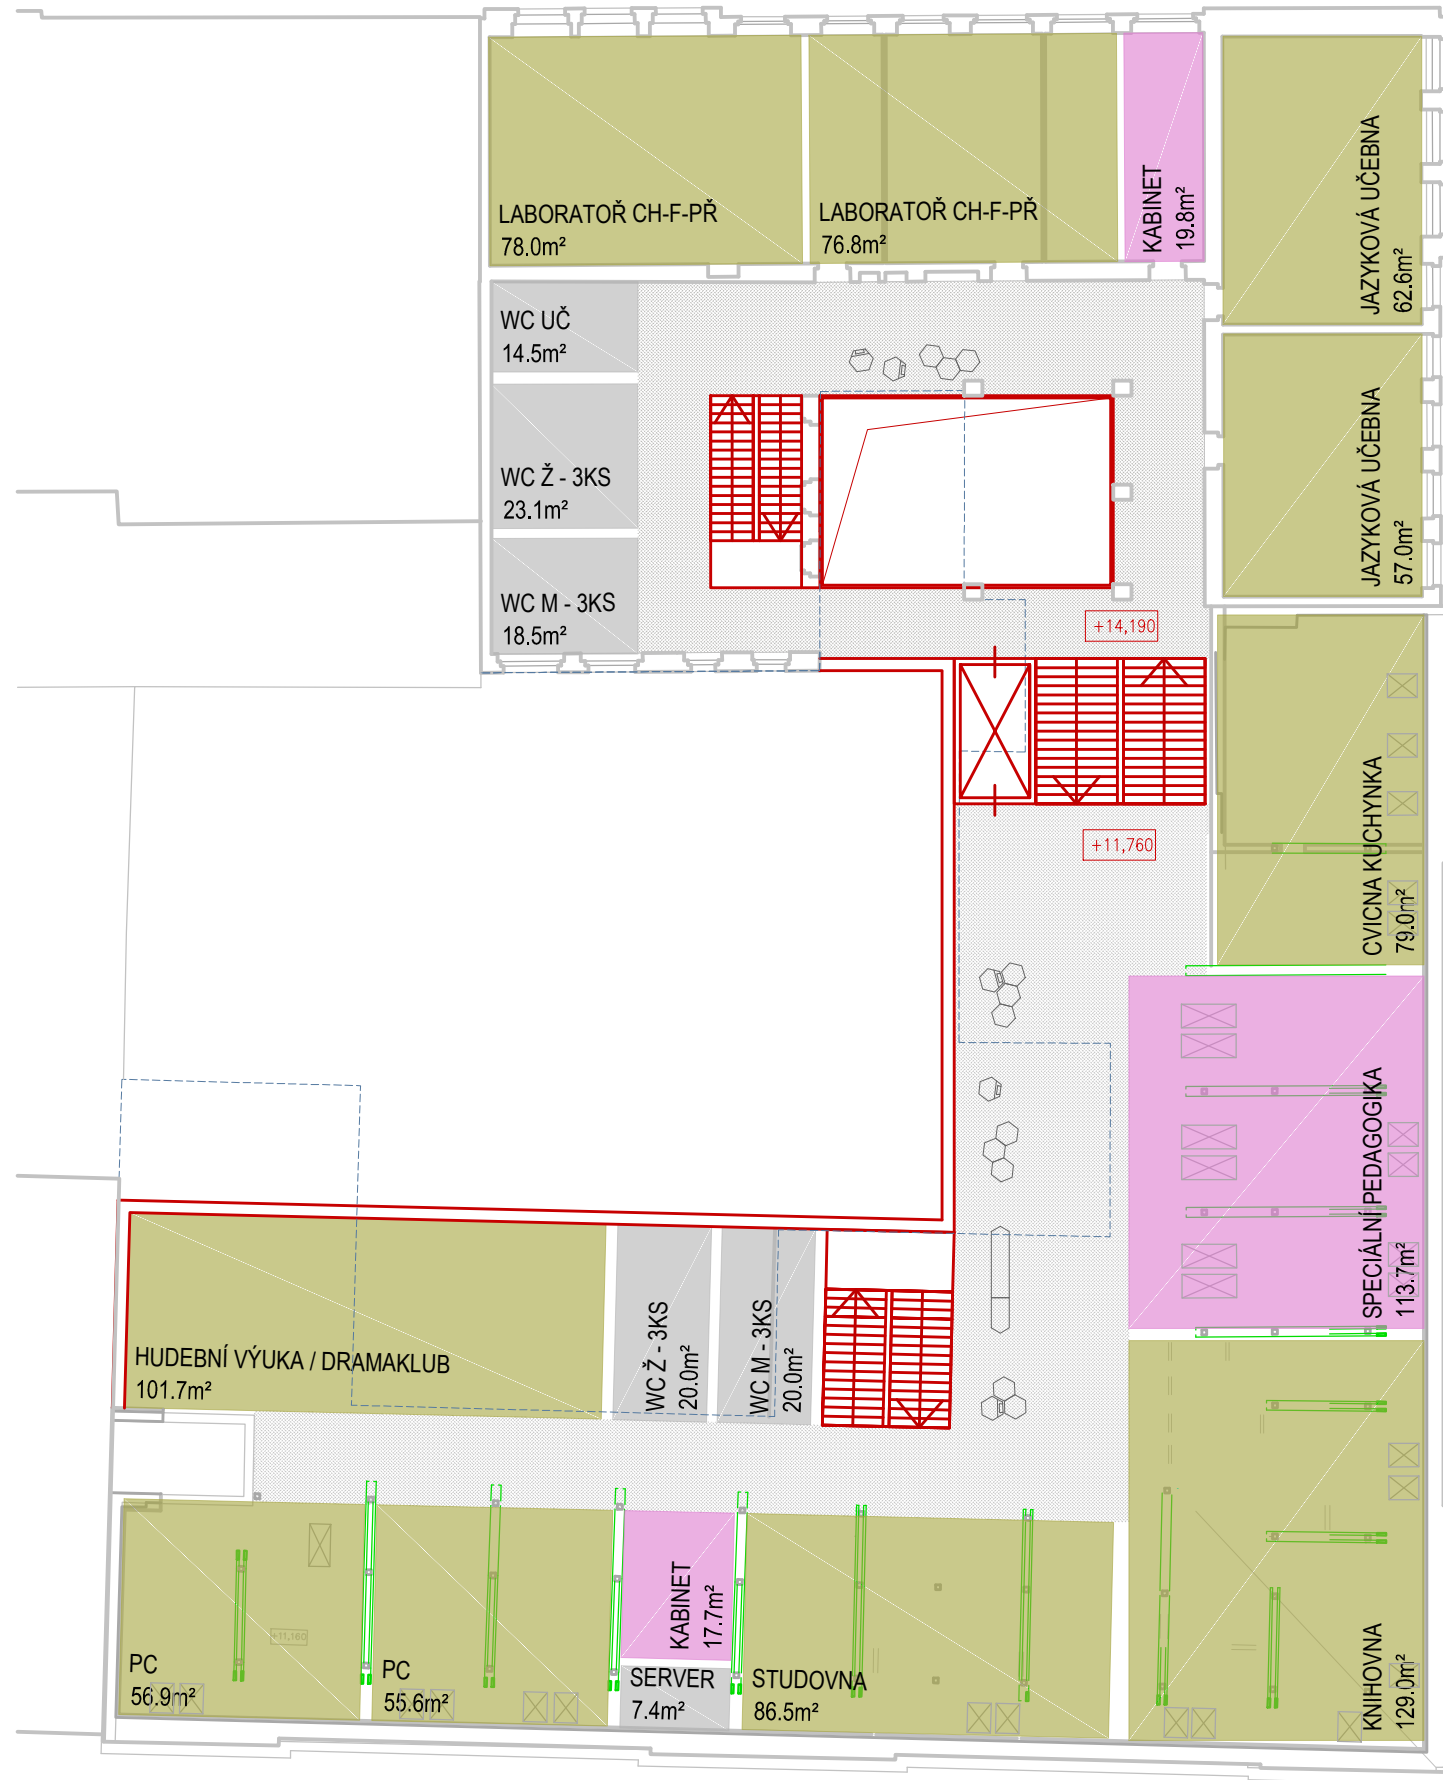 LABORATOŘ CH-F-PŘ
78.0m²
LABORATOŘ CH-F-PŘ
76.8m²
KABINET
19.8m²
JAZYKOVÁ UČEBNA
62.6m²
WC UČ
14.5m²
WC Ž - 3KS
23.1m²
WC M - 3KS
18.5m²
JAZYKOVÁ UČEBNA
57.0m²
+14,190
+11,760
CVICNA KUCHYNKA
79.0m²
SPECIÁLNÍ PEDAGOGIKA
113.7m²
HUDEBNÍ VÝUKA / DRAMAKLUB
101.7m²
WC Ž - 3KS
20.0m²
WC M - 3KS
20.0m²
+11,160
PC
56.9m²
PC
55.6m²
KABINET
17.7m²
SERVER
7.4m²
STUDOVNA
86.5m²
KNIHOVNA
129.0m²